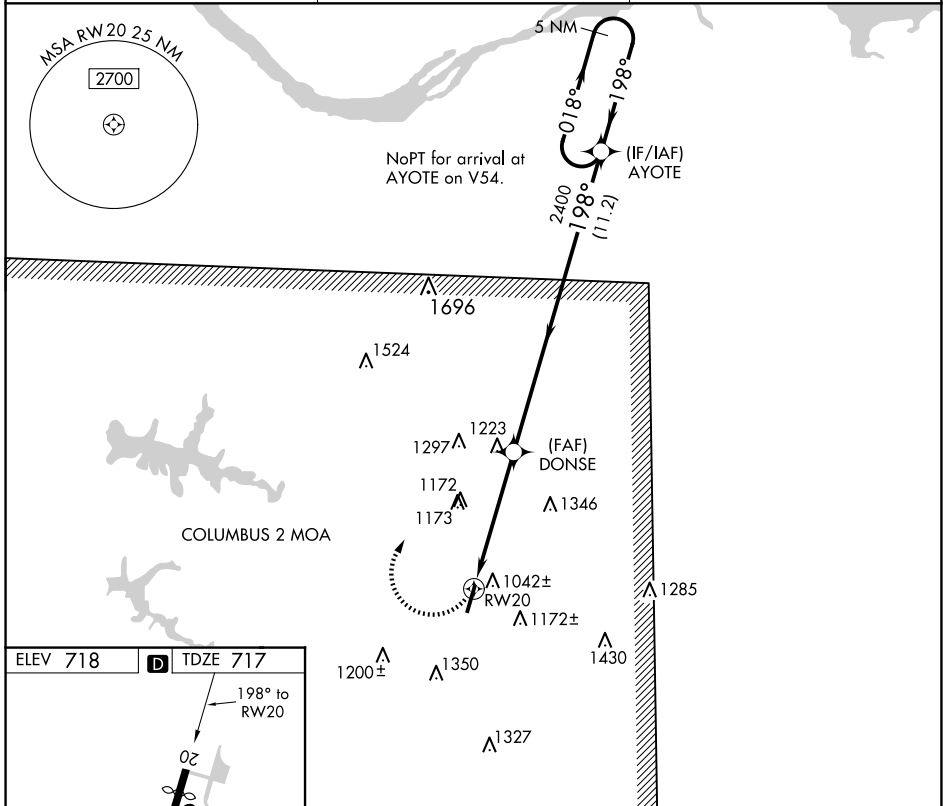 MSA RW 20 25 NM
2700
5 NM
018°
198°
(IF/IAF)
AYOTE
NoPT for arrival at
AYOTE on V54.
2400
198°
(11.2)
1696
1524
1223
1297
(FAF)
DONSE
1172
1173
1346
COLUMBUS 2 MOA
1042±
RW20
1285
1172±
1430
1200±
1350
1327
ELEV 718
D
TDZE 717
198° to
RW20
20